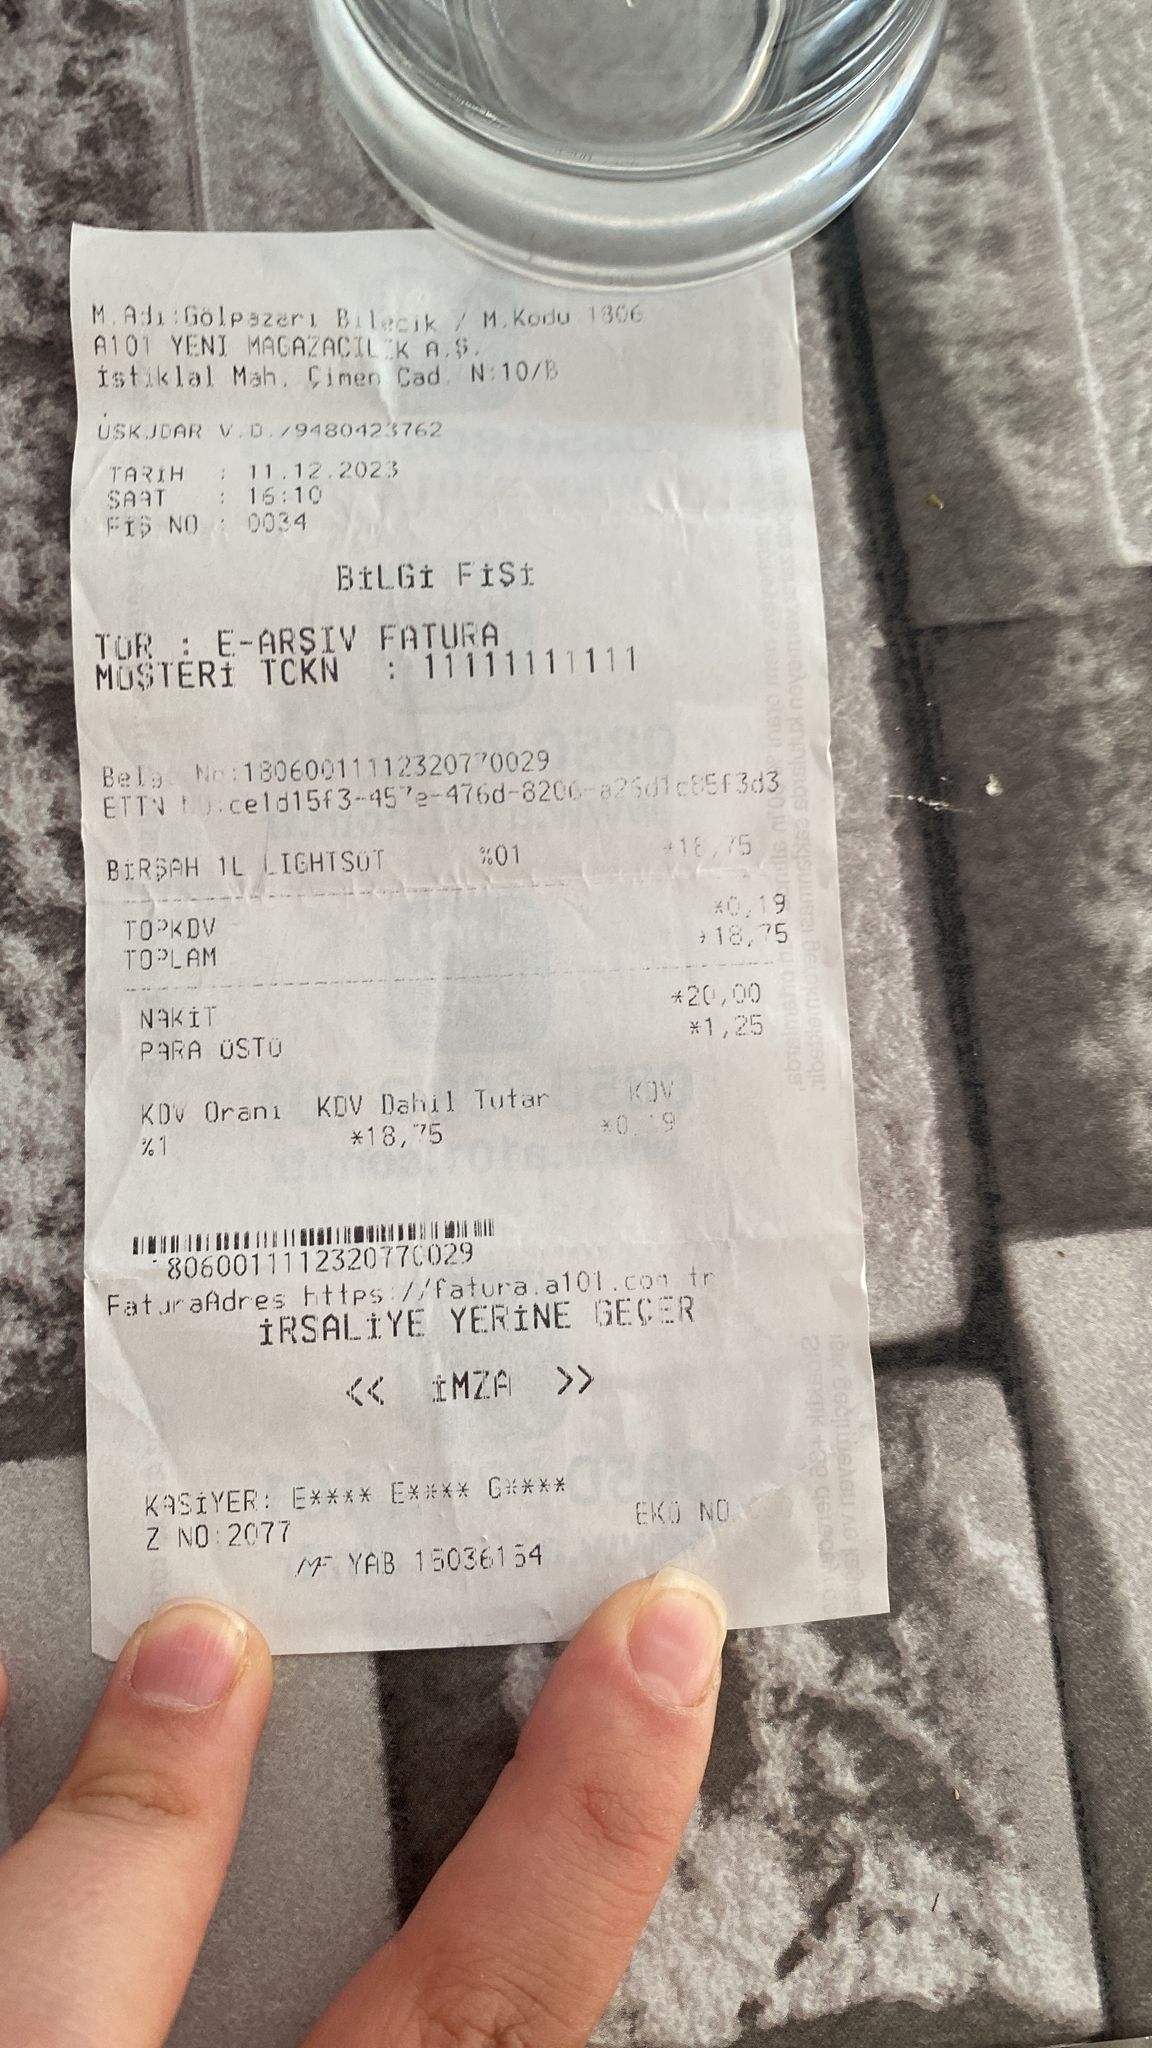 M.Adı:Gölpazarı Bilecik / M.Kodu 1806
A101 YENİ MAĞAZACILIK A.Ş.
İstiklal Mah. Çimen Cad. N:10/B
ÜSKÜDAR V.D./9480423762
TARİH : 11.12.2023
SAAT : 16:10
FİŞ NO : 0034
BİLGİ FİŞİ
TÜR : E-ARŞİV FATURA
MÜŞTERİ TCKN : 11111111111
Belge No:1806001111232077​0029
ETTN NO:ce1d15f3-457e-476d-8200-a26d1c85f3d3
BİRŞAH 1L LIGHTSÜT %01 *18,75
TOPKDV *0,19
TOPLAM *18,75
NAKİT *20,00
PARA ÜSTÜ *1,25
KDV Oranı KDV Dahil Tutar KDV
%1 *18,75 *0,19
8060011112320770029
FaturaAdres https://fatura.a101.com.tr
İRSALİYE YERİNE GEÇER
<< İMZA >>
KASİYER: E**** E**** G****
Z NO:2077 EKÜ NO
MF YAB 15036154